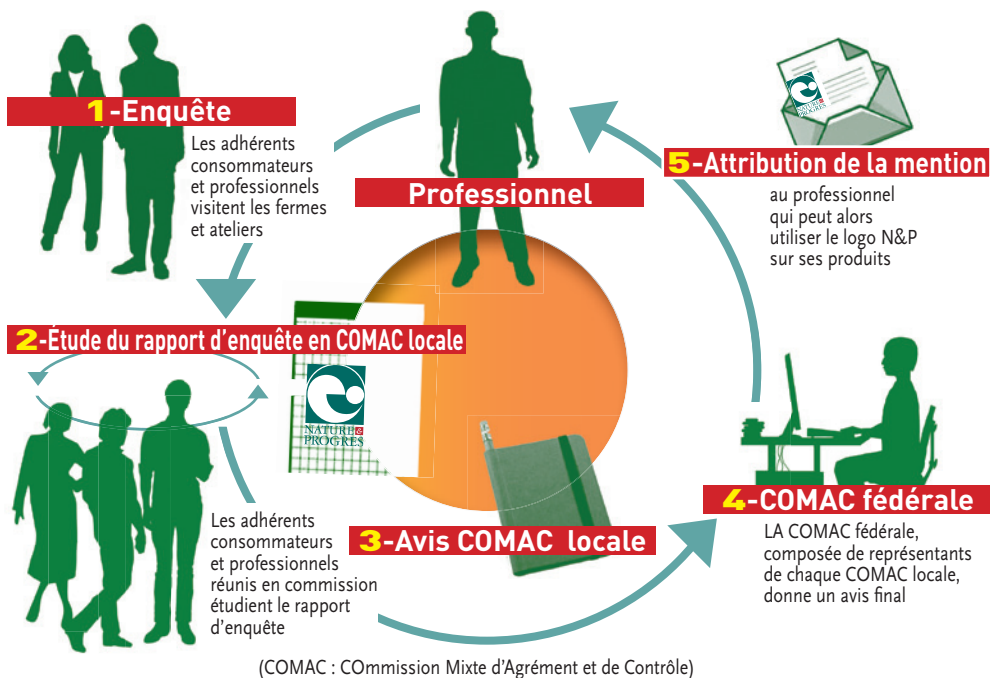 1-Enquête
Les adhérents
consommateurs
et professionnels
visitent les fermes
et ateliers
Professionnel
5-Attribution de la mention
au professionnel
qui peut alors
utiliser le logo N&P
sur ses produits
NATURE&
PROGRES
2-Étude du rapport d'enquête en COMAC locale
NATURE&
PROGRES
Les adhérents
consommateurs
et professionnels
réunis en commission
étudient le rapport
d'enquête
3-Avis COMAC locale
4-COMAC fédérale
LA COMAC fédérale,
composée de représentants
de chaque COMAC locale,
donne un avis final
(COMAC : COmmission Mixte d'Agrément et de Contrôle)